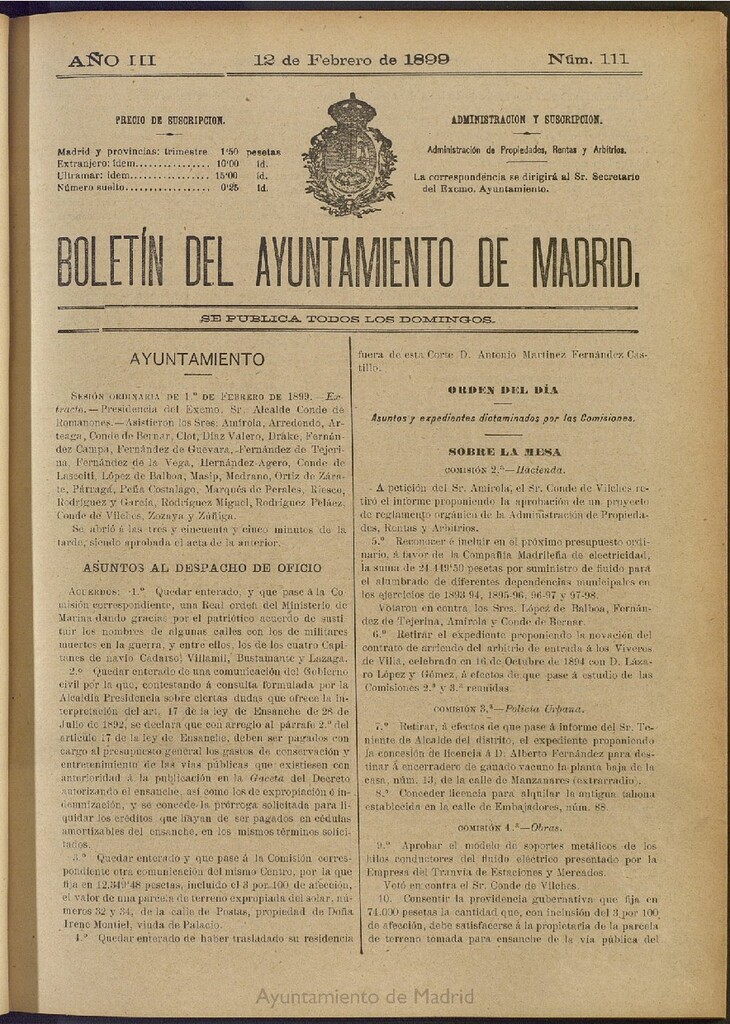 AÑO III
12 de Febrero de 1899
Núm. 111
PRECIO DE SUSCRIPCION.
Madrid y provincias: trimestre 1'50 pesetas
Extranjero: ídem............... 10'00 id.
Ultramar: ídem................ 15'00 id.
Número suelto................ 0'25 id.
ADMINISTRACION Y SUSCRIPCION.
Administración de Propiedades, Rentas y Arbitrios.
La correspondencia se dirigirá al Sr. Secretario
del Excmo. Ayuntamiento.
BOLETÍN DEL AYUNTAMIENTO DE MADRID.
SE PUBLICA TODOS LOS DOMINGOS.
AYUNTAMIENTO
SESIÓN ORDINARIA DE 1.º DE FEBRERO DE 1899.—Ex-
tracto.—Presidencia del Excmo. Sr. Alcalde Conde de
Romanones.—Asistieron los Sres. Amírola, Arredondo, Ar-
teaga, Conde de Bernar, Clot, Díaz Valero, Drake, Fernán-
dez Campa, Fernández de Guevara, Fernández de Tejeri-
na, Fernández de la Vega, Hernández-Agero, Conde de
Lascoiti, López de Balboa, Masip, Medrano, Ortiz de Zára-
te, Párraga, Peña Costalago, Marqués de Perales, Riesco,
Rodríguez y García, Rodríguez Miguel, Rodríguez Peláez,
Conde de Vilches, Zozaya y Zúñiga.
Se abrió á las tres y cincuenta y cinco minutos de la
tarde, siendo aprobada el acta de la anterior.
ASUNTOS AL DESPACHO DE OFICIO
ACUERDOS: 1.º Quedar enterado, y que pase á la Co-
misión correspondiente, una Real orden del Ministerio de
Marina dando gracias por el patriótico acuerdo de susti-
tuir los nombres de algunas calles con los de militares
muertos en la guerra, y entre ellos, los de los cuatro Capi-
tanes de navío Cadarso, Villamil, Bustamante y Lazaga.
2.º Quedar enterado de una comunicación del Gobierno
civil por la que, contestando á consulta formulada por la
Alcaldía Presidencia sobre ciertas dudas que ofrece la in-
terpretación del art. 17 de la ley de Ensanche de 26 de
Julio de 1892, se declara que con arreglo al párrafo 2.º del
artículo 17 de la ley de Ensanche, deben ser pagados con
cargo al presupuesto general los gastos de conservación y
entretenimiento de las vías públicas que existiesen con
anterioridad á la publicación en la Gaceta del Decreto
autorizando el ensanche, así como los de expropiación é in-
demnización, y se concede la prórroga solicitada para li-
quidar los créditos que hayan de ser pagados en cédulas
amortizables del ensanche, en los mismos términos solici-
tados.
3.º Quedar enterado y que pase á la Comisión corres-
pondiente otra comunicación del mismo Centro, por la que
fija en 12.349'48 pesetas, incluido el 3 por 100 de afección,
el valor de una parcela de terreno expropiada del solar, nú-
meros 32 y 34, de la calle de Postas, propiedad de Doña
Irene Montiel, viuda de Palacio.
4.º Quedar enterado de haber trasladado su residencia
fuera de esta Corte D. Antonio Martínez Fernández Cas-
tillo.
ORDEN DEL DÍA
Asuntos y expedientes dictaminados por las Comisiones.
SOBRE LA MESA
COMISIÓN 2.ª—Hacienda.
A petición del Sr. Amírola, el Sr. Conde de Vilches re-
tiró el informe proponiendo la aprobación de un proyecto
de reglamento orgánico de la Administración de Propieda-
des, Rentas y Arbitrios.
5.º Reconocer é incluir en el próximo presupuesto ordi-
nario, á favor de la Compañía Madrileña de electricidad,
la suma de 21.449'50 pesetas por suministro de fluido para
el alumbrado de diferentes dependencias municipales en
los ejercicios de 1893-94, 1895-96, 96-97 y 97-98.
Votaron en contra los Sres. López de Balboa, Fernán-
dez de Tejerina, Amírola y Conde de Bernar.
6.º Retirar el expediente proponiendo la novación del
contrato de arriendo del arbitrio de entrada á los Viveros
de Villa, celebrado en 16 de Octubre de 1894 con D. Láza-
ro López y Gómez, á efectos de que pase á estudio de las
Comisiones 2.ª y 3.ª reunidas.
COMISIÓN 3.ª—Policía Urbana.
7.º Retirar, á efectos de que pase á informe del Sr. Te-
niente de Alcalde del distrito, el expediente proponiendo
la concesión de licencia á D. Alberto Fernández para des-
tinar á encerradero de ganado vacuno la planta baja de la
casa, núm. 13, de la calle de Manzanares (extrarradio).
8.º Conceder licencia para alquilar la antigua tahona
establecida en la calle de Embajadores, núm. 88.
COMISIÓN 4.ª—Obras.
9.º Aprobar el modelo de soportes metálicos de los
hilos conductores del fluido eléctrico presentado por la
Empresa del Tranvía de Estaciones y Mercados.
Votó en contra el Sr. Conde de Vilches.
10. Consentir la providencia gubernativa que fija en
74.000 pesetas la cantidad que, con inclusión del 3 por 100
de afección, debe satisfacerse á la propietaria de la parcela
de terreno tomada para ensanche de la vía pública del
Ayuntamiento de Madrid